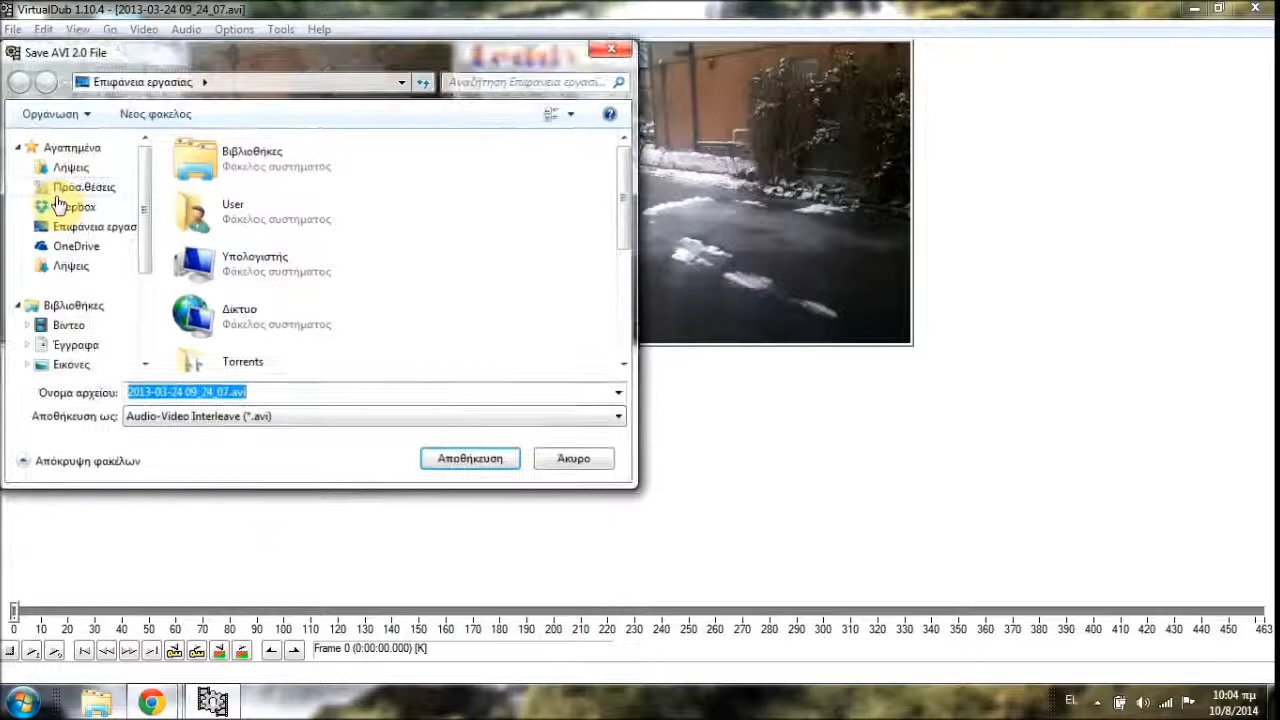 VirtualDub 1.10.4 - [2013-03-24 09_24_07.avi]
File Edit View Go Video Audio Options Tools Help
Save AVI 2.0 File
Επιφάνεια εργασίας
Αναζήτηση Επιφάνεια εργασί...
Οργάνωση Νέος φάκελος
Αγαπημένα
Λήψεις
Πρόσ.θέσεις
Επιφάνεια εργασ
OneDrive
Λήψεις
Βιβλιοθήκες
Βίντεο
Έγγραφα
Εικόνες
Βιβλιοθήκες
Φάκελος συστήματος
User
Φάκελος συστήματος
Υπολογιστής
Φάκελος συστήματος
Δίκτυο
Φάκελος συστήματος
Torrents
Όνομα αρχείου: 2013-03-24 09_24_07.avi
Αποθήκευση ως: Audio-Video Interleave (*.avi)
Απόκρυψη φακέλων
Αποθήκευση Άκυρο
0 10 20 30 40 50 60 70 80 90 100 110 120 130 140 150 160 170 180 190 200 210 220 230 240 250 260 270 280 290 300 310 320 330 340 350 360 370 380 390 400 410 420 430 440 450 463
Frame 0 (0:00:00.000) [K]
EL
10:04 πμ
10/8/2014